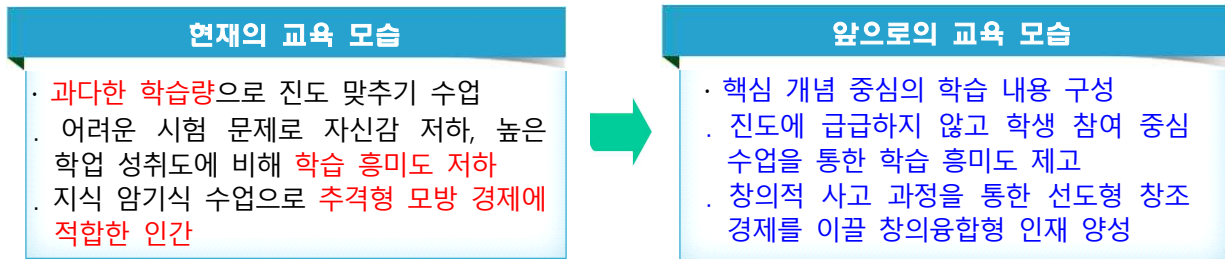 현재의 교육 모습
· 과다한 학습량으로 진도 맞추기 수업
. 어려운 시험 문제로 자신감 저하, 높은
학업 성취도에 비해 학습 흥미도 저하
. 지식 암기식 수업으로 추격형 모방 경제에
적합한 인간
앞으로의 교육 모습
· 핵심 개념 중심의 학습 내용 구성
. 진도에 급급하지 않고 학생 참여 중심
수업을 통한 학습 흥미도 제고
. 창의적 사고 과정을 통한 선도형 창조
경제를 이끌 창의융합형 인재 양성